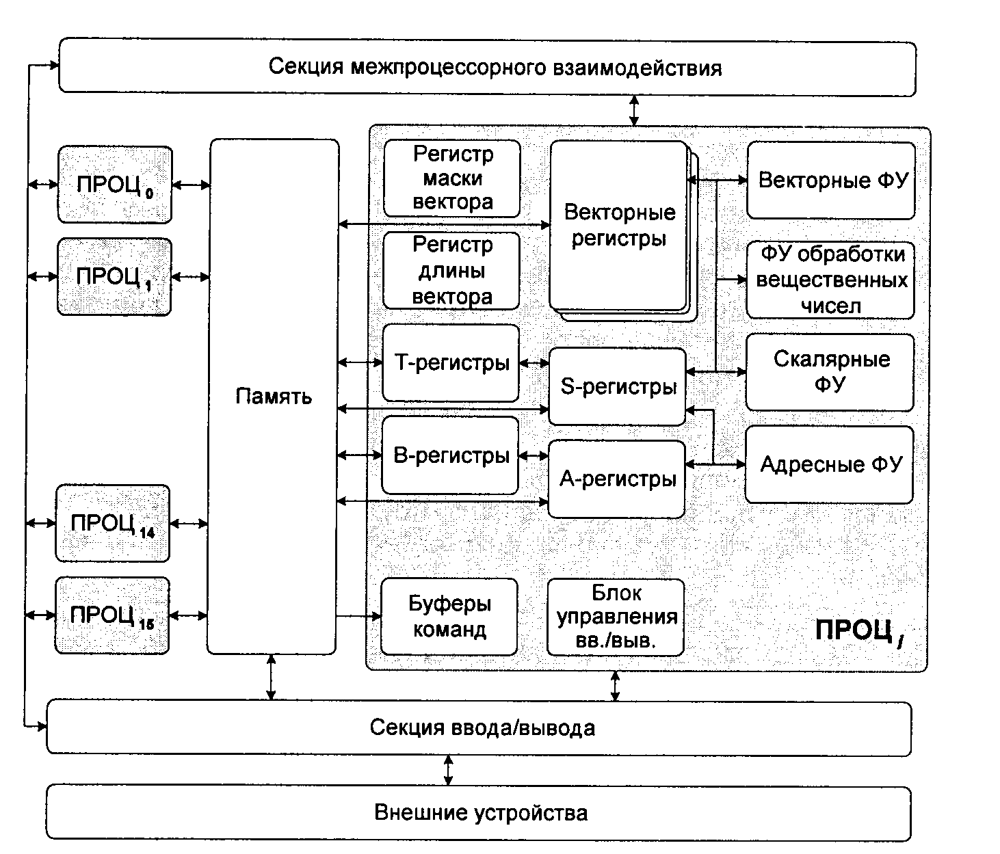 Секция межпроцессорного взаимодействия
ПРОЦ 0
ПРОЦ 1
ПРОЦ 14
ПРОЦ 15
Память
Регистр
маски
вектора
Регистр
длины
вектора
Т-регистры
В-регистры
Буферы
команд
Векторные
регистры
S-регистры
А-регистры
Блок
управления
вв./выв.
Векторные ФУ
ФУ обработки
вещественных
чисел
Скалярные
ФУ
Адресные ФУ
ПРОЦ i
Секция ввода/вывода
Внешние устройства